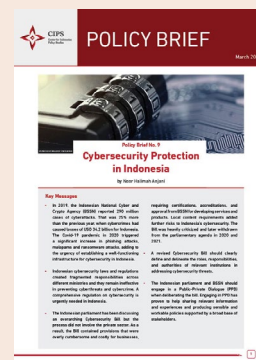 CIPS
Center for Indonesian
Policy Studies
POLICY BRIEF
March 20
Policy Brief No. 9
Cybersecurity Protection
in Indonesia
by Noor Halimah Anjani
Key Messages
• In 2019, the Indonesian National Cyber and
Crypto Agency (BSSN) reported 290 million
cases of cyberattacks. That was 25% more
than the previous year when cybercrimes had
caused losses of USD 34.2 billion for Indonesia.
The Covid-19 pandemic in 2020 triggered
a significant increase in phishing attacks,
malspams and ransomware attacks, adding to
the urgency of establishing a well-functioning
infrastructure for cybersecurity in Indonesia.
• Indonesian cybersecurity laws and regulations
created fragmented responsibilities across
different ministries and they remain ineffective
in preventing cyberthreats and cybercrime. A
comprehensive regulation on cybersecurity is
urgently needed in Indonesia.
• The Indonesian parliament has been discussing
an overarching Cybersecurity Bill but the
process did not involve the private sector. As a
result, the Bill contained provisions that were
overly cumbersome and costly for businesses,
requiring certifications, accreditations, and
approval from BSSN for developing services and
products. Local content requirements added
further risks to Indonesia's cybersecurity. The
Bill was heavily criticized and later withdrawn
from the parliamentary agenda in 2020 and
2021.
• A revised Cybersecurity Bill should clearly
define and delineate the roles, responsibilities,
and authorities of relevant institutions in
addressing cybersecurity threats.
• The Indonesian parliament and BSSN should
engage in a Public-Private Dialogue (PPD)
when deliberating the bill. Engaging in PPD has
proven to help sharing relevant information
and experiences and producing sensible and
workable policies supported by a broad base of
stakeholders.
1